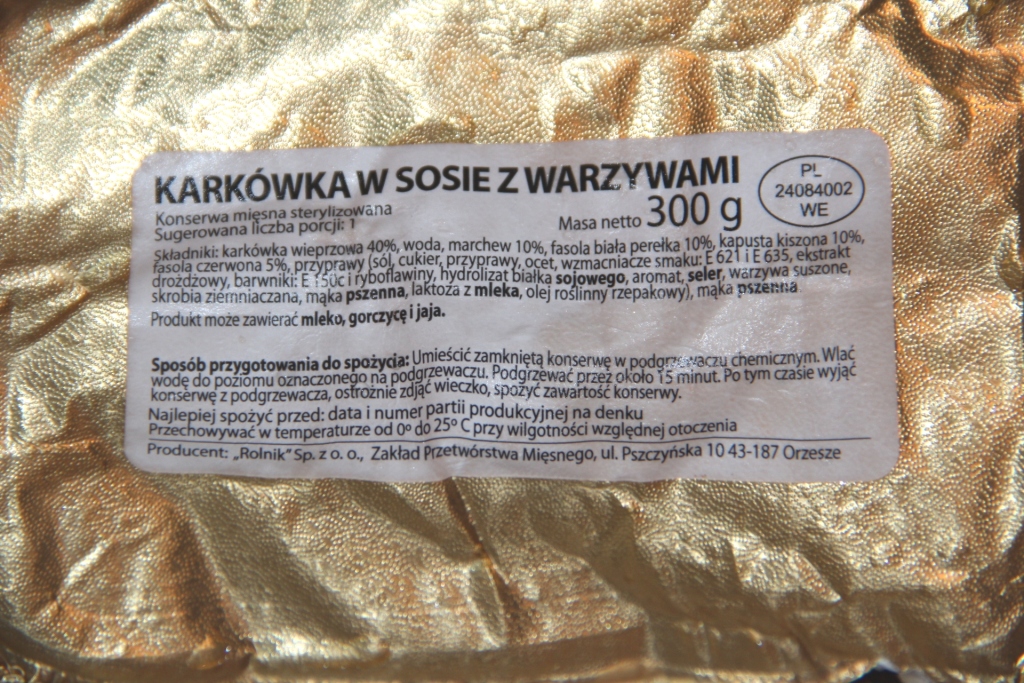 KARKÓWKA W SOSIE Z WARZYWAMI
Konserwa mięsna sterylizowana
Sugerowana liczba porcji: 1
Masa netto 300 g
PL
24084002
WE
Składniki: karkówka wieprzowa 40%, woda, marchew 10%, fasola biała perełka 10%, kapusta kiszona 10%,
fasola czerwona 5%, przyprawy (sól, cukier, przyprawy, ocet, wzmacniacze smaku: E 621 i E 635, ekstrakt
drożdżowy, barwniki: E 150c i ryboflawiny, hydrolizat białka sojowego, aromat, seler, warzywa suszone,
skrobia ziemniaczana, mąka pszenna, laktoza z mleka, olej roślinny rzepakowy), mąka pszenna
Produkt może zawierać mleko, gorczycę i jaja.
Sposób przygotowania do spożycia: Umieścić zamkniętą konserwę w podgrzewaczu chemicznym. Wlać
wodę do poziomu oznaczonego na podgrzewaczu. Podgrzewać przez około 15 minut. Po tym czasie wyjąć
konserwę z podgrzewacza, ostrożnie zdjąć wieczko, spożyć zawartość konserwy.
Najlepiej spożyć przed: data i numer partii produkcyjnej na denku
Przechowywać w temperaturze od 0º do 25º C przy wilgotności względnej otoczenia
Producent: „Rolnik" Sp. z o. o., Zakład Przetwórstwa Mięsnego, ul. Pszczyńska 10 43-187 Orzesze